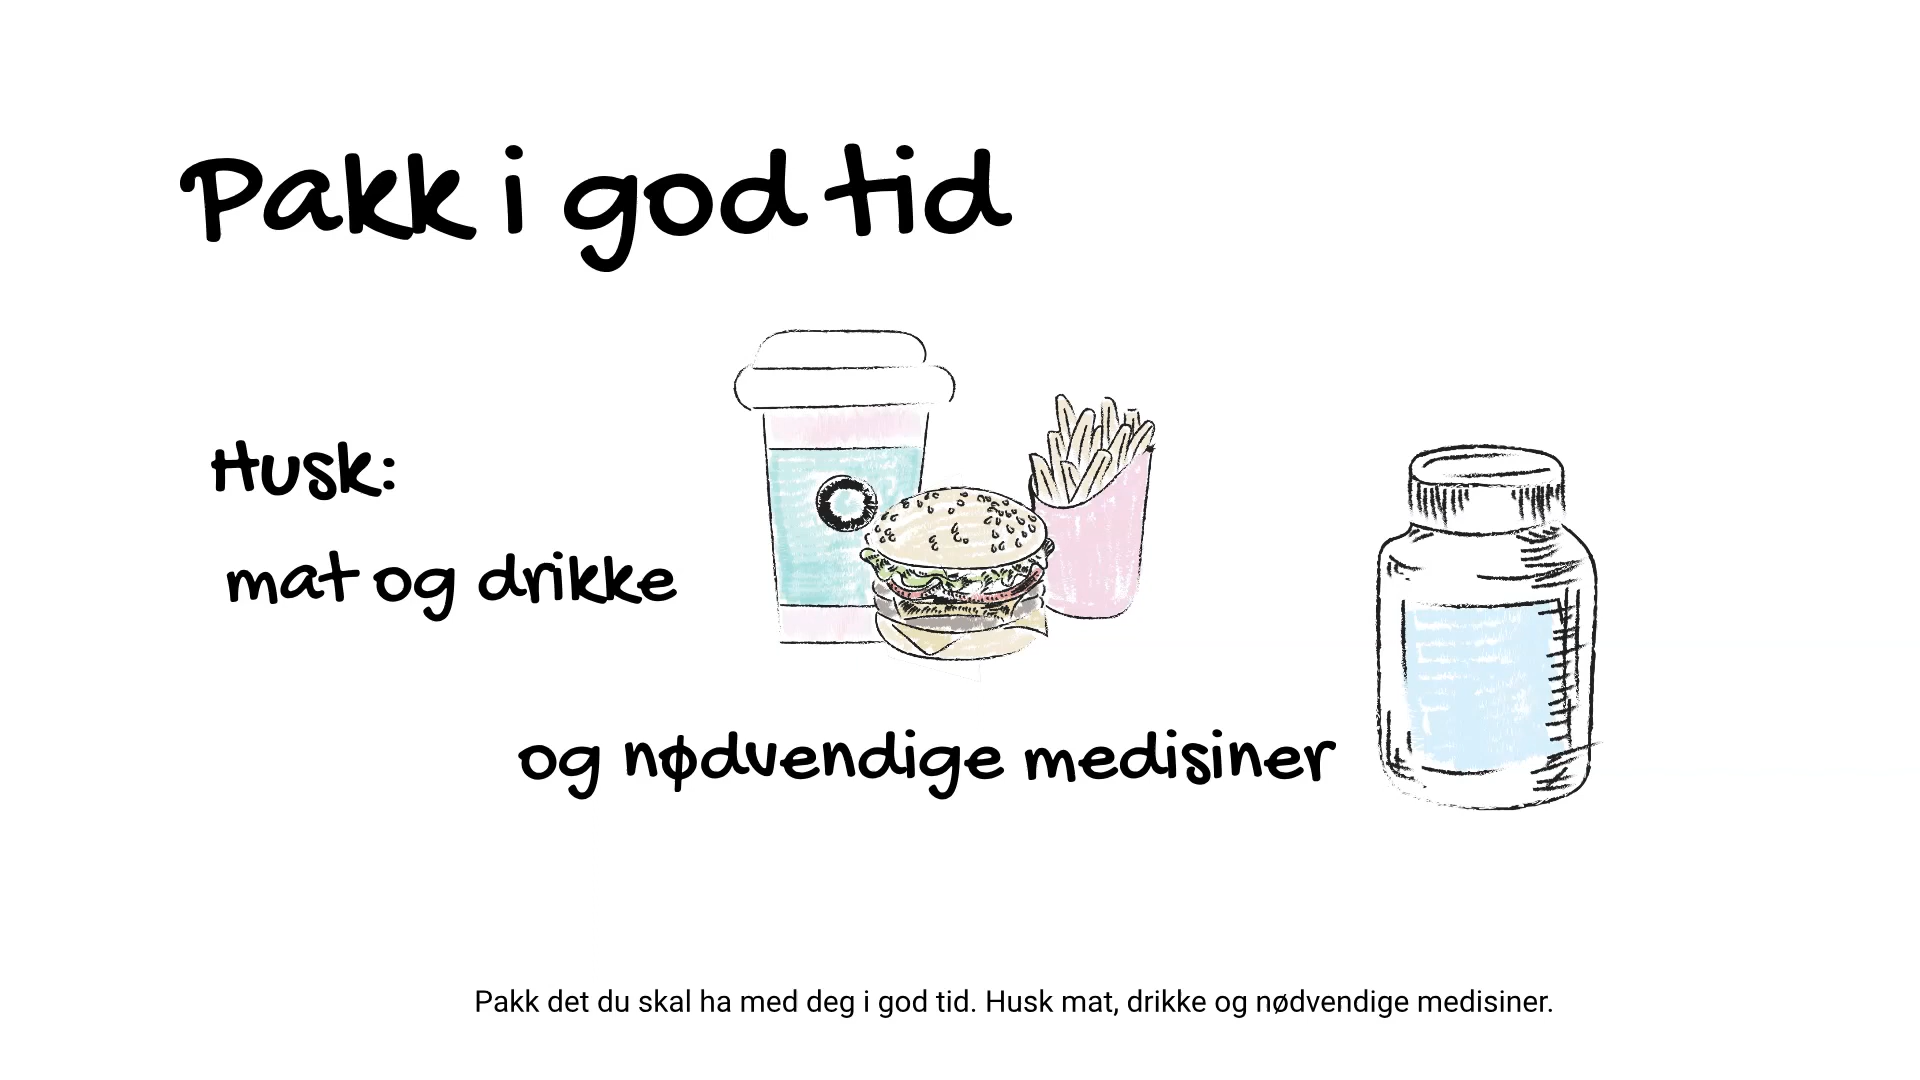 Pakk i god tid
Husk:
mat og drikke
og nødvendige medisiner
Pakk det du skal ha med deg i god tid. Husk mat, drikke og nødvendige medisiner.